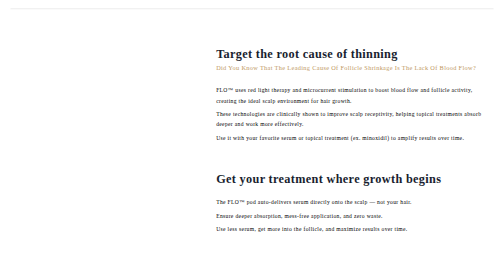 Target the root cause of thinning
Did You Know That The Leading Cause Of Follicle Shrinkage Is The Lack Of Blood Flow?
FLO™ uses red light therapy and microcurrent stimulation to boost blood flow and follicle activity,
creating the ideal scalp environment for hair growth.
These technologies are clinically shown to improve scalp receptivity, helping topical treatments absorb
deeper and work more effectively.
Use it with your favorite serum or topical treatment (ex. minoxidil) to amplify results over time.
Get your treatment where growth begins
The FLO™ pod auto-delivers serum directly onto the scalp — not your hair.
Ensure deeper absorption, mess-free application, and zero waste.
Use less serum, get more into the follicle, and maximize results over time.